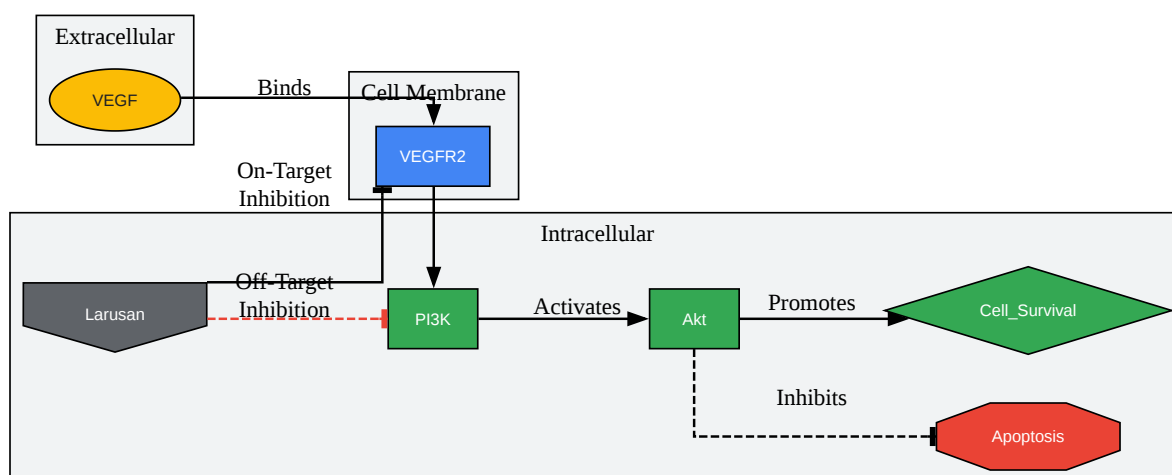 Extracellular
VEGF
Binds
Cell Membrane
VEGFR2
On-Target
Inhibition
Intracellular
Larusan
Off-Target
Inhibition
PI3K
Activates
Akt
Promotes
Cell_Survival
Inhibits
Apoptosis